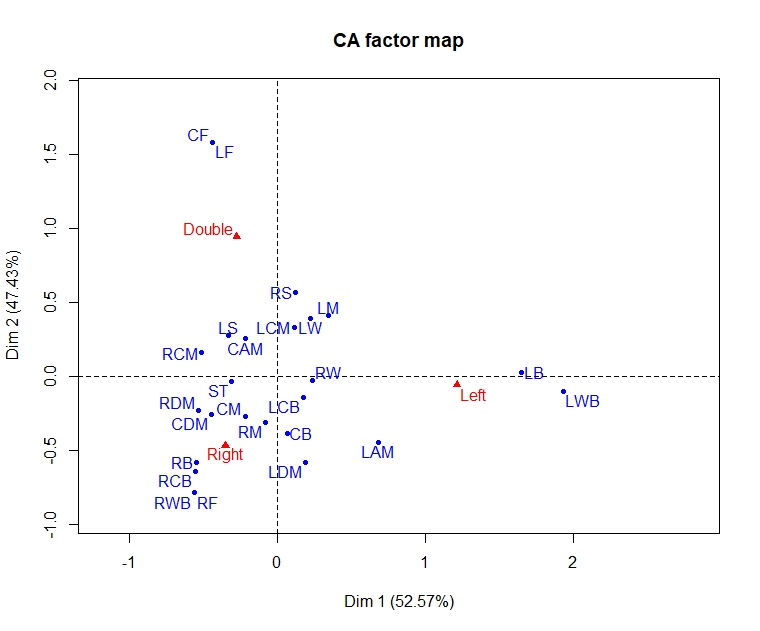 CA factor map
2.0
CF
LF
1.5
Double
1.0
RS
0.5
LM
LS
LCM
LW
RCM
CAM
0.0
RW
LB
ST
Left
LWB
RDM
CM
LCB
CDM
RM
CB
Right
LAM
-0.5
RB
LDM
RCB
RWB
RF
-1.0
-1
0
1
2
Dim 1 (52.57%)
Dim 2 (47.43%)